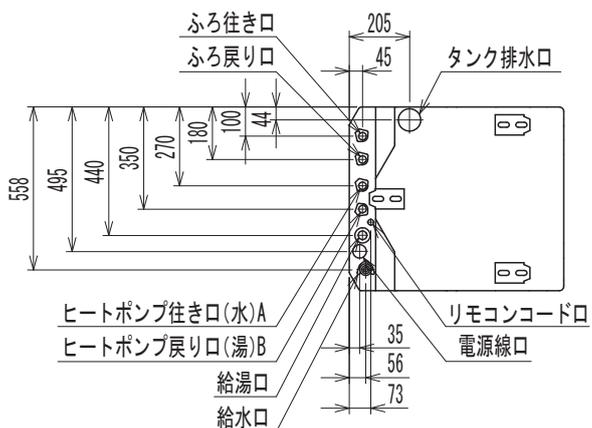 ふろ往き口
ふろ戻り口
205
45
タンク排水口
44
100
180
270
350
440
495
558
ヒートポンプ往き口(水)A
ヒートポンプ戻り口(湯)B
給湯口
給水口
35
56
73
リモコンコード口
電源線口